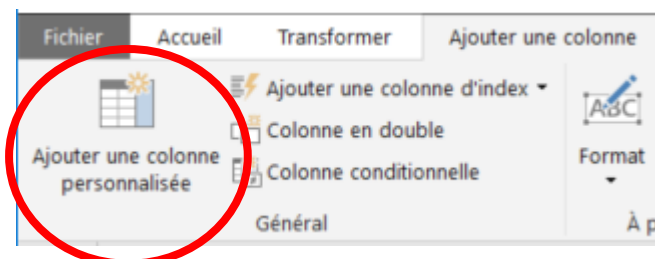 Fichier Accueil Transformer Ajouter une colonne
Ajouter une colonne
personnalisée
Ajouter une colonne d'index
Colonne en double
Colonne conditionnelle
ABC
Format
Général
À p